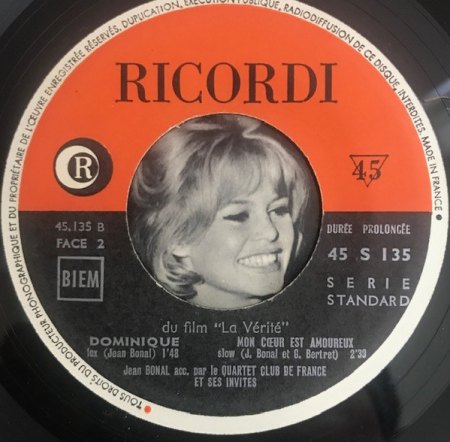 TOUS DROITS DU PRODUCTEUR PHONOGRAPHIQUE ET DU PROPRIÉTAIRE DE L'ŒUVRE ENREGISTRÉE RÉSERVÉS, DUPLICATION, EXÉCUTION PUBLIQUE, RADIODIFFUSION DE CE DISQUE, INTERDITES. MADE IN FRANCE
RICORDI
R
45
45.135 B
FACE 2
BIEM
DURÉE PROLONGÉE
45 S 135
SERIE
STANDARD
du film "La Vérité"
DOMINIQUE
fox (Jean Bonal) 1'48
MON CŒUR EST AMOUREUX
slow (J. Bonal et G. Bertret) 2'30
Jean BONAL acc. par le QUARTET CLUB DE FRANCE
ET SES INVITES